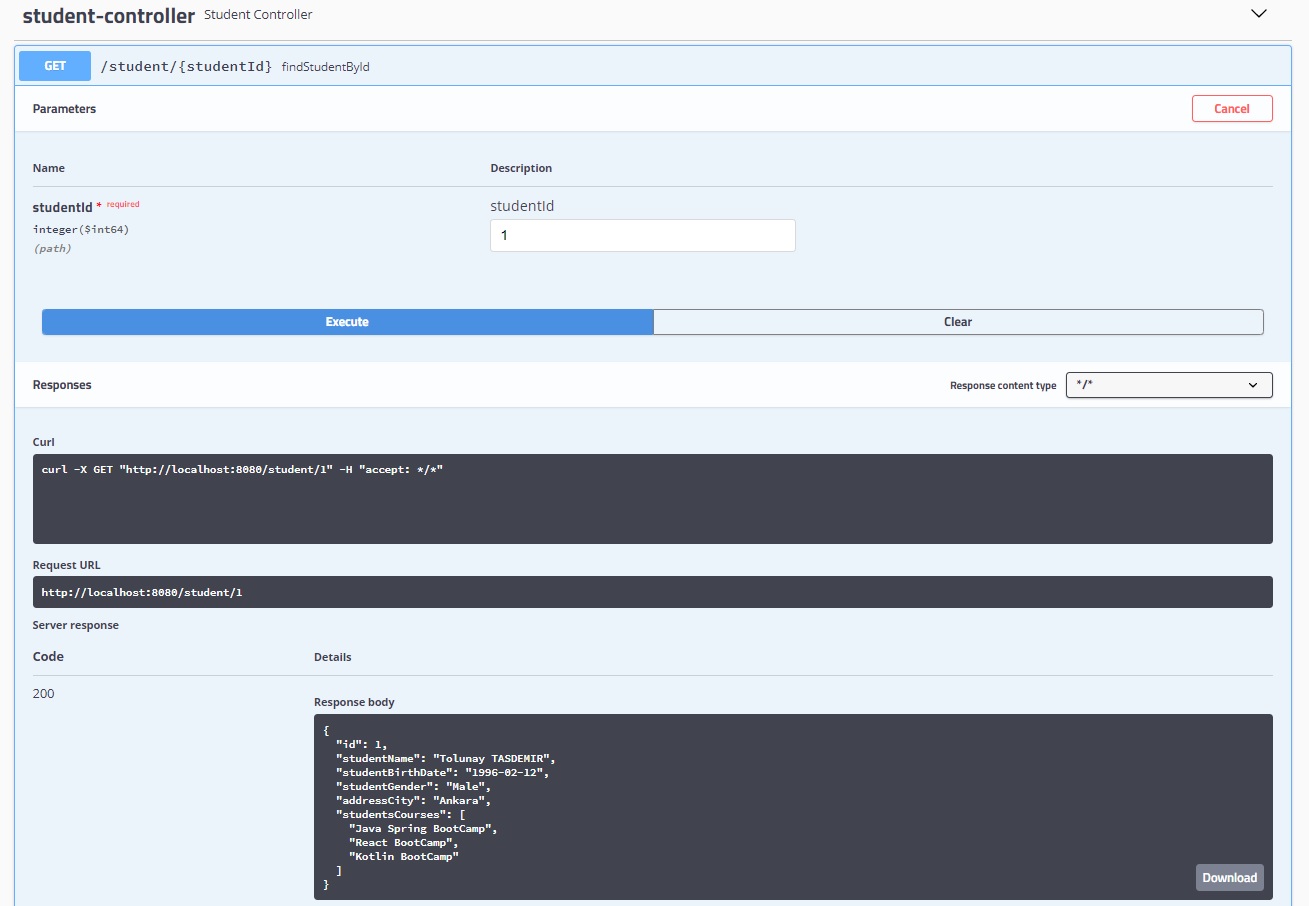 student-controller Student Controller
GET /student/{studentId} findStudentById
Parameters Cancel
Name Description
studentId * required studentId
integer($int64) 1
(path)
Execute Clear
Responses Response content type */*
Curl
curl -X GET "http://localhost:8080/student/1" -H "accept: */*"
Request URL
http://localhost:8080/student/1
Server response
Code Details
200
Response body
{
  "id": 1,
  "studentName": "Tolunay TASDEMIR",
  "studentBirthDate": "1996-02-12",
  "studentGender": "Male",
  "addressCity": "Ankara",
  "studentsCourses": [
    "Java Spring BootCamp",
    "React BootCamp",
    "Kotlin BootCamp"
  ]
}
Download